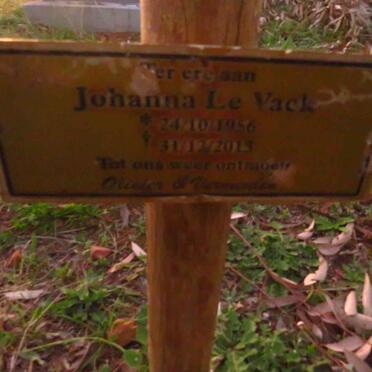 Ter ere aan
Johanna Le Vack
* 24/10/1956
† 31/12/2013
Tot ons weer ontmoet